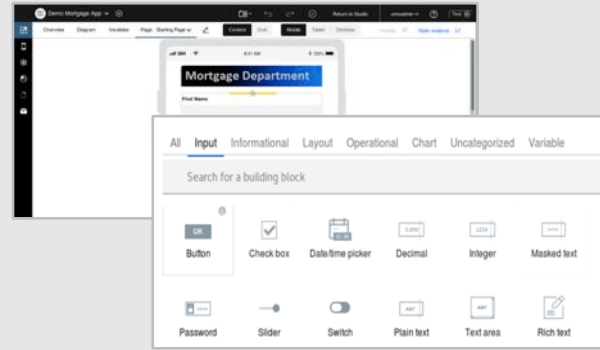 Demo Mortgage App
Return to Studio
Overview Diagram Variables Page: Starting Page
Content Grid Mobile Tablet Desktop
Mortgage Department
First Name
All Input Informational Layout Operational Chart Uncategorized Variable
Search for a building block
OK
Button Check box Date/time picker Decimal Integer Masked text
Password Slider Switch Plain text Text area Rich text